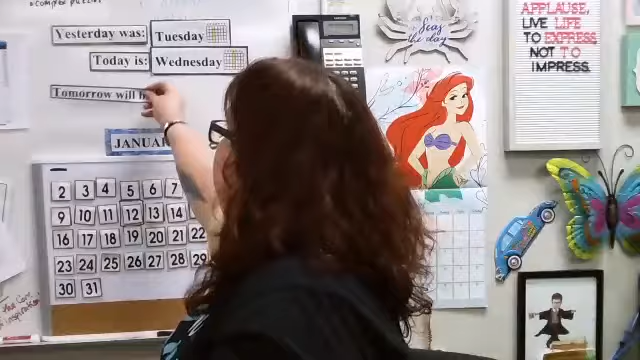 Yesterday was: Tuesday
Today is: Wednesday
Tomorrow will
JANUA
2 3 4 5 6 7
9 10 11 12 13 14
16 17 18 19 20 21 22
23 24 25 26 27 28 29
30 31
Seas
the day
APPLAUSE,
LIVE LIFE
TO EXPRESS,
NOT TO
IMPRESS.